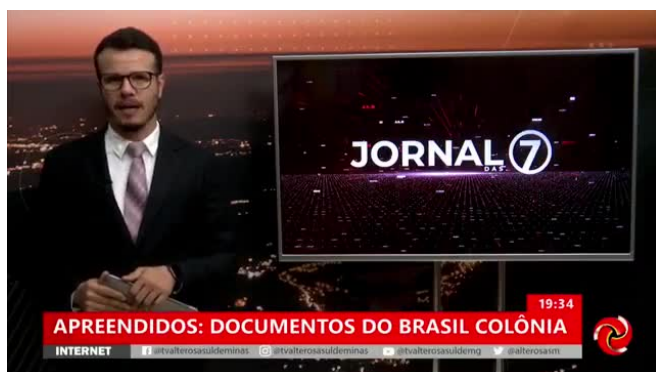 JORNAL 7
DAS
19:34
APREENDIDOS: DOCUMENTOS DO BRASIL COLÔNIA
INTERNET @tvalterosasuldeminas @tvalterosasuldeminas @tvalterosasuldemg @alterosasm